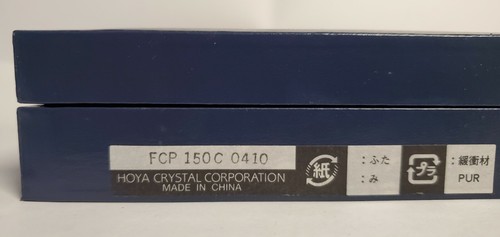 FCP 150C 0410
HOYA CRYSTAL CORPORATION
MADE IN CHINA
紙
:ふた
:み
プラ
:緩衝材
PUR